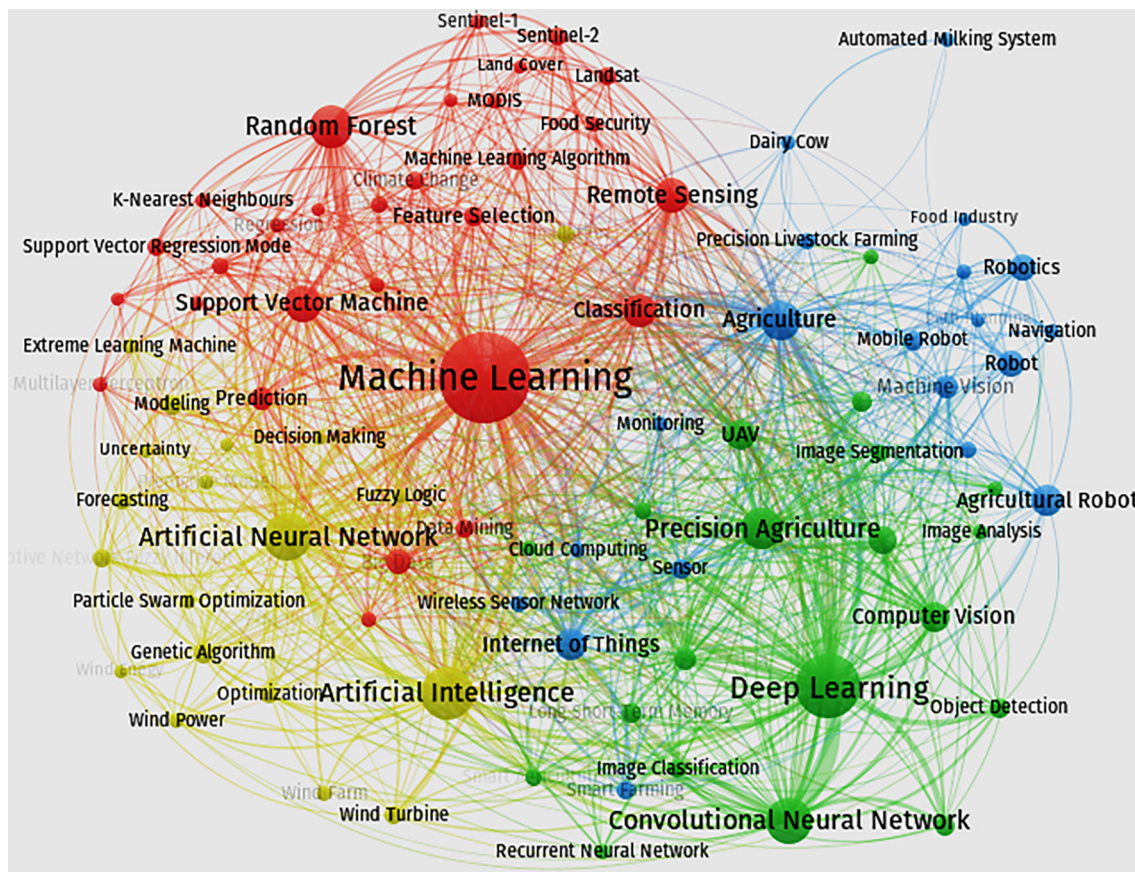 Sentinel-1
Sentinel-2
Automated Milking System
Land Cover
Landsat
MODIS
Random Forest
Food Security
Dairy Cow
Machine Learning Algorithm
Climate Change
Remote Sensing
K-Nearest Neighbours
Feature Selection
Food Industry
Regression
Support Vector Regression Mode
Precision Livestock Farming
Robotics
Support Vector Machine
Classification
Agriculture
Path Planning
Navigation
Mobile Robot
Extreme Learning Machine
Robot
Machine Learning
Multilayer Perceptron
Machine Vision
Modeling
Prediction
Monitoring
UAV
Decision Making
Uncertainty
Image Segmentation
Forecasting
Fuzzy Logic
Agricultural Robot
Artificial Neural Network
Data Mining
Precision Agriculture
Image Analysis
Cloud Computing
Big Data
Sensor
Particle Swarm Optimization
Wireless Sensor Network
Computer Vision
Internet of Things
Genetic Algorithm
Wind Energy
Optimization
Artificial Intelligence
Deep Learning
Object Detection
Long Short-Term Memory
Wind Power
Image Classification
Smart Farming
Wind Farm
Wind Turbine
Convolutional Neural Network
Recurrent Neural Network